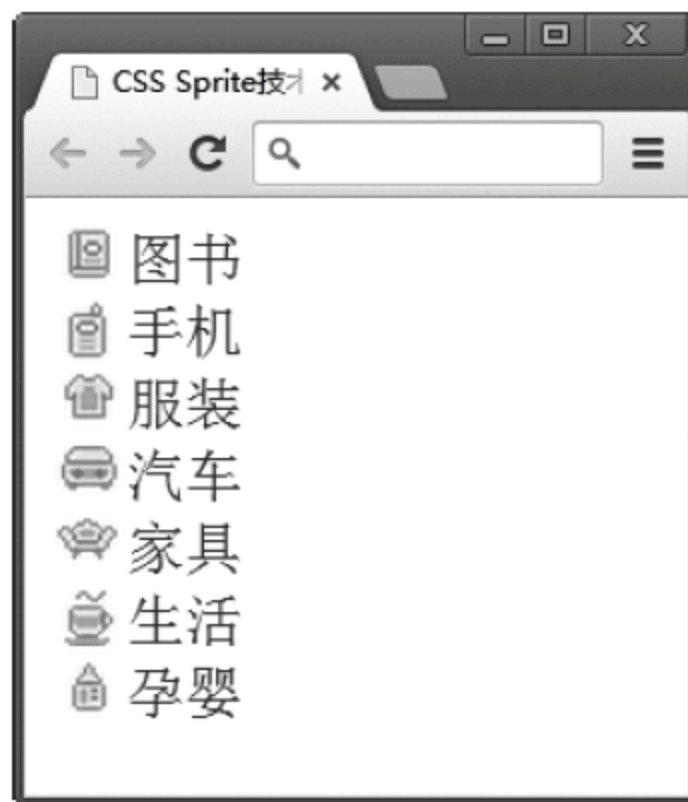 CSS Sprite技
图书
手机
服装
汽车
家具
生活
孕婴